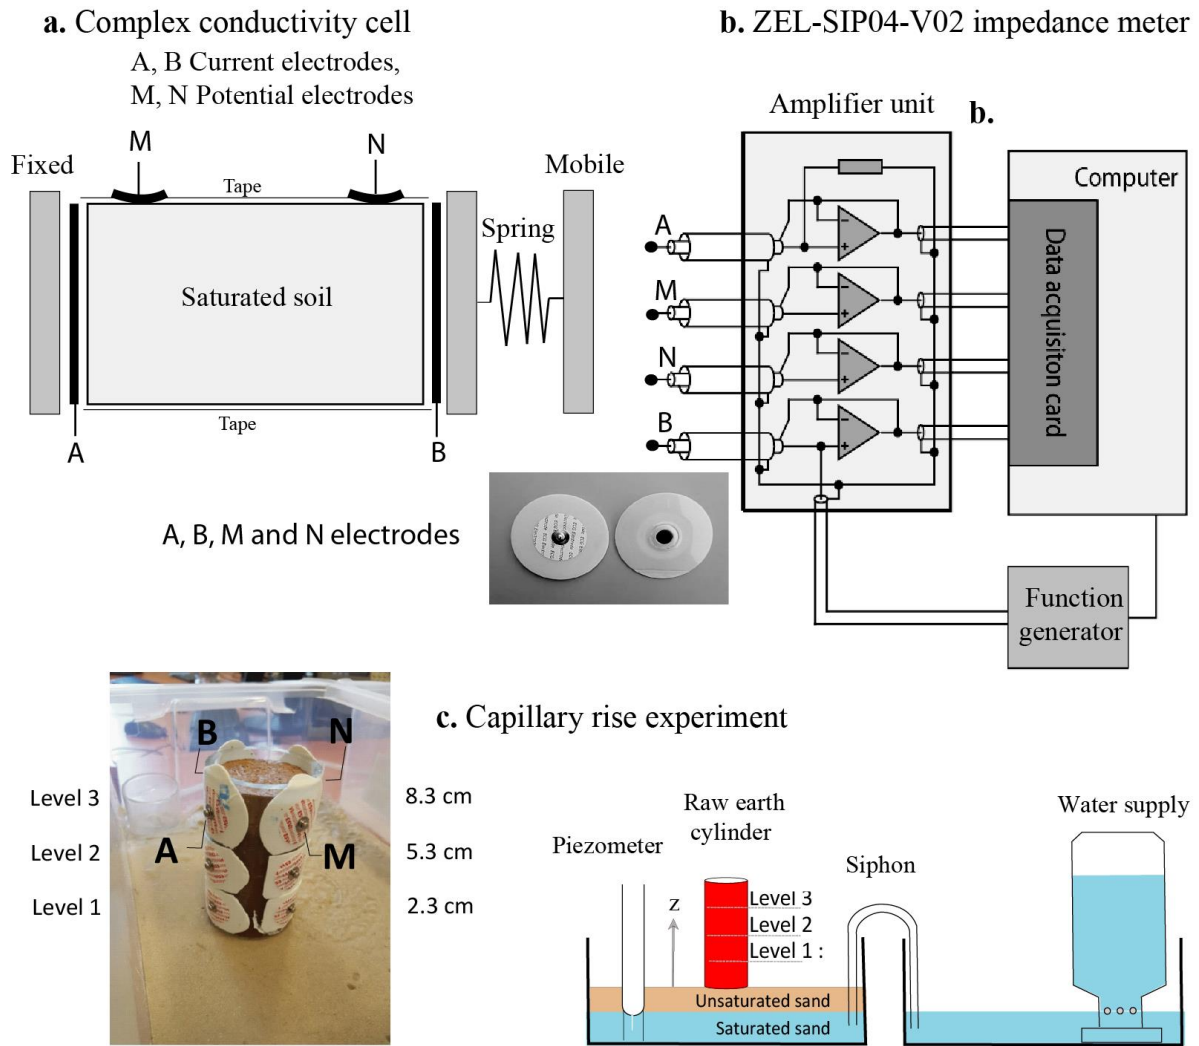 a. Complex conductivity cell
A, B Current electrodes,
M, N Potential electrodes
M
N
Fixed
Mobile
Tape
Spring
Saturated soil
Tape
A
B
A, B, M and N electrodes
b. ZEL-SIP04-V02 impedance meter
Amplifier unit
b.
Computer
A
M
N
B
Data acquisiton card
Function
generator
c. Capillary rise experiment
B
N
Level 3
8.3 cm
A
M
Level 2
5.3 cm
Level 1
2.3 cm
Piezometer
Raw earth
cylinder
Siphon
Water supply
z
Level 3
Level 2
Level 1 :
Unsaturated sand
Saturated sand